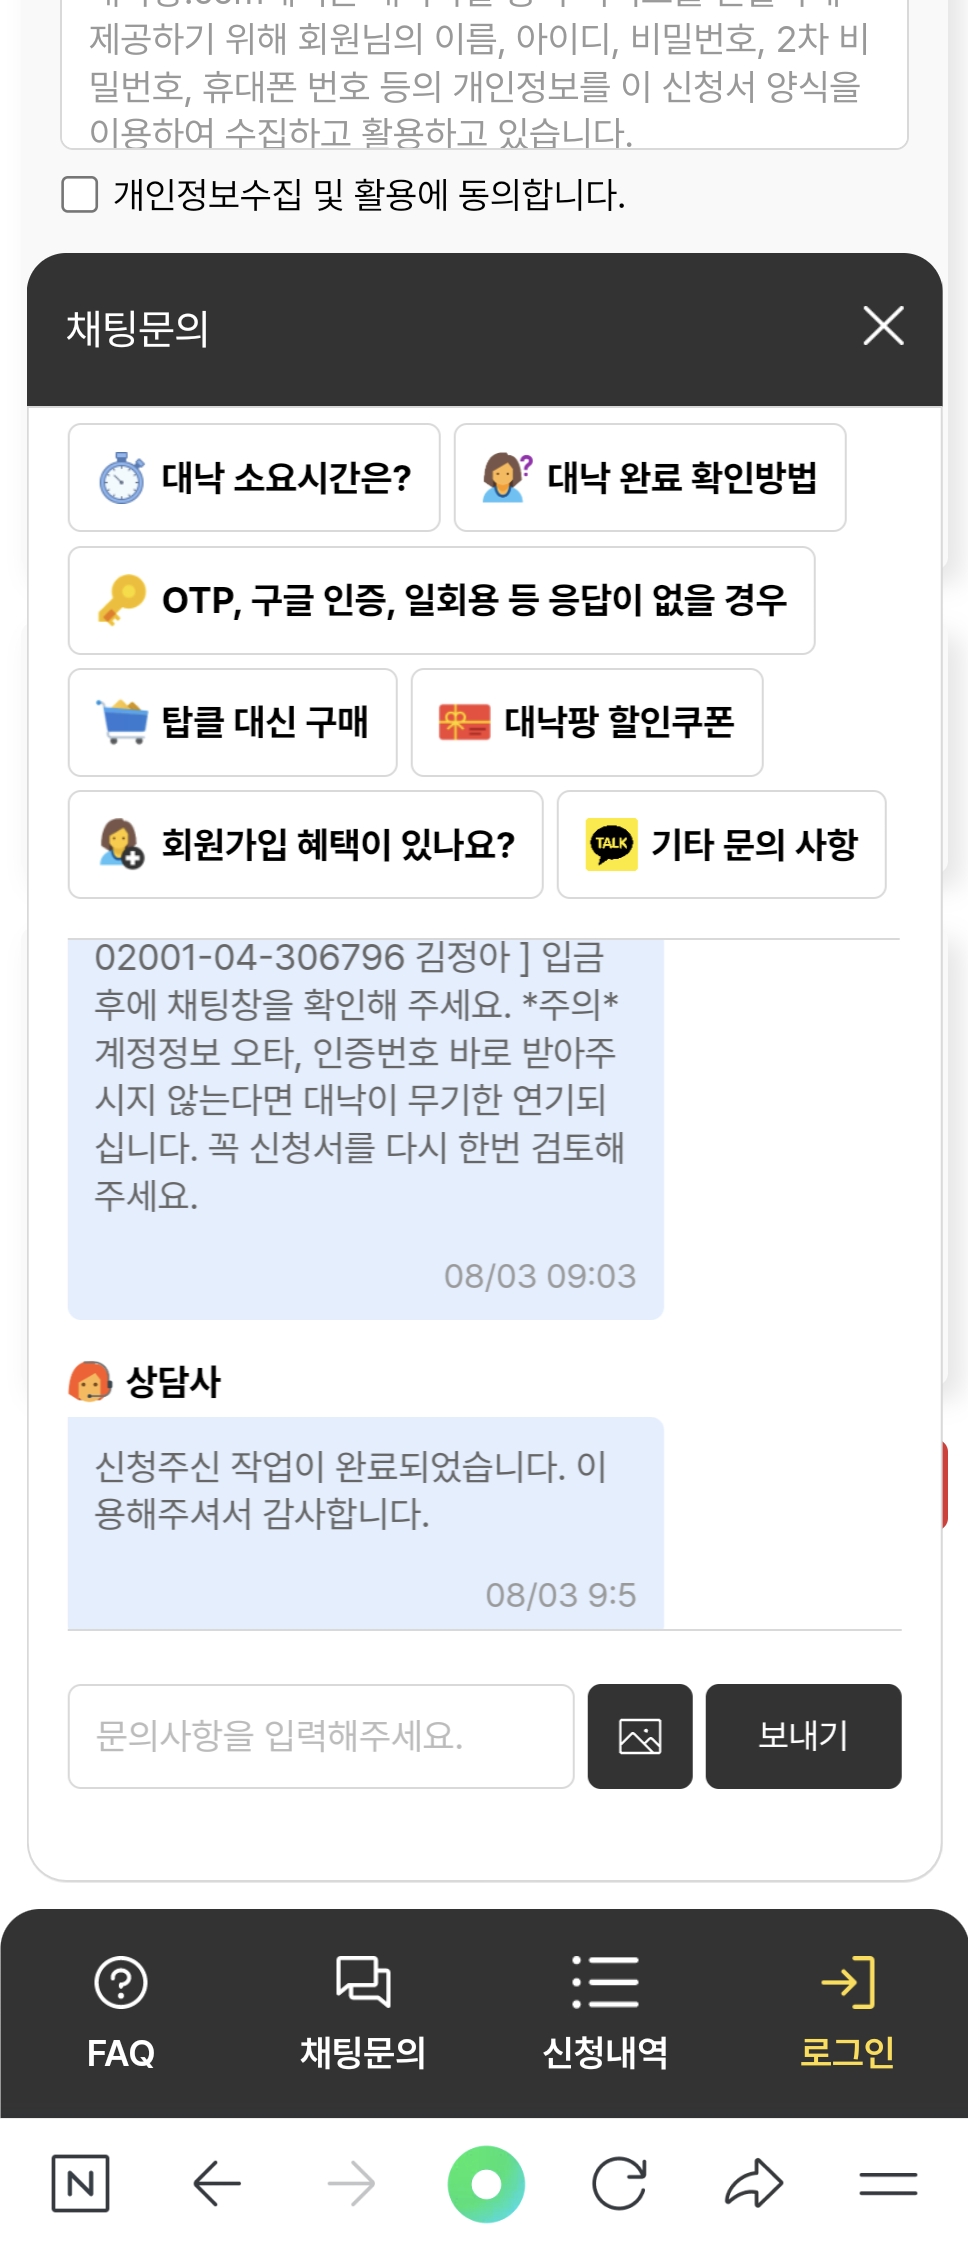 제공하기 위해 회원님의 이름, 아이디, 비밀번호, 2차 비
밀번호, 휴대폰 번호 등의 개인정보를 이 신청서 양식을
이용하여 수집하고 활용하고 있습니다.
개인정보수집 및 활용에 동의합니다.
채팅문의
대낙 소요시간은?
대낙 완료 확인방법
OTP, 구글 인증, 일회용 등 응답이 없을 경우
탑클 대신 구매
대낙팡 할인쿠폰
회원가입 혜택이 있나요?
TALK
기타 문의 사항
02001-04-306796 김정아 ] 입금
후에 채팅창을 확인해 주세요. *주의*
계정정보 오타, 인증번호 바로 받아주
시지 않는다면 대낙이 무기한 연기되
십니다. 꼭 신청서를 다시 한번 검토해
주세요.
08/03 09:03
상담사
신청주신 작업이 완료되었습니다. 이
용해주셔서 감사합니다.
08/03 9:5
문의사항을 입력해주세요.
보내기
FAQ
채팅문의
신청내역
로그인
N